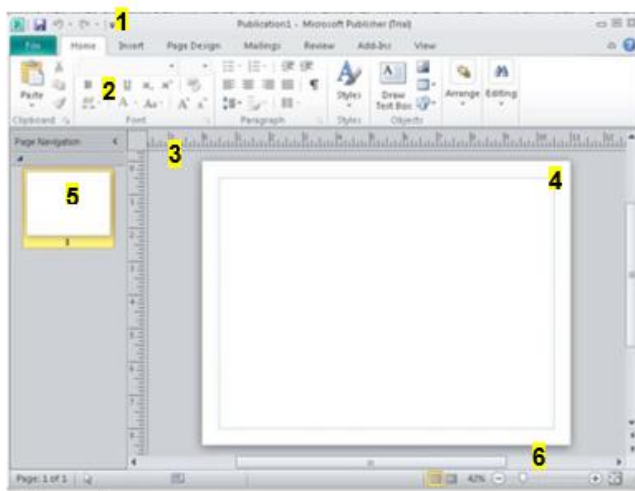 1
Publication1 - Microsoft Publisher (Trial)
File Home Insert Page Design Mailings Review Add-Ins View
2
Paste
Styles
Draw Text Box
Arrange Editing
Clipboard Font Paragraph Styles Objects
Page Navigation
3
4
5
1
6
Page: 1 of 1 42%